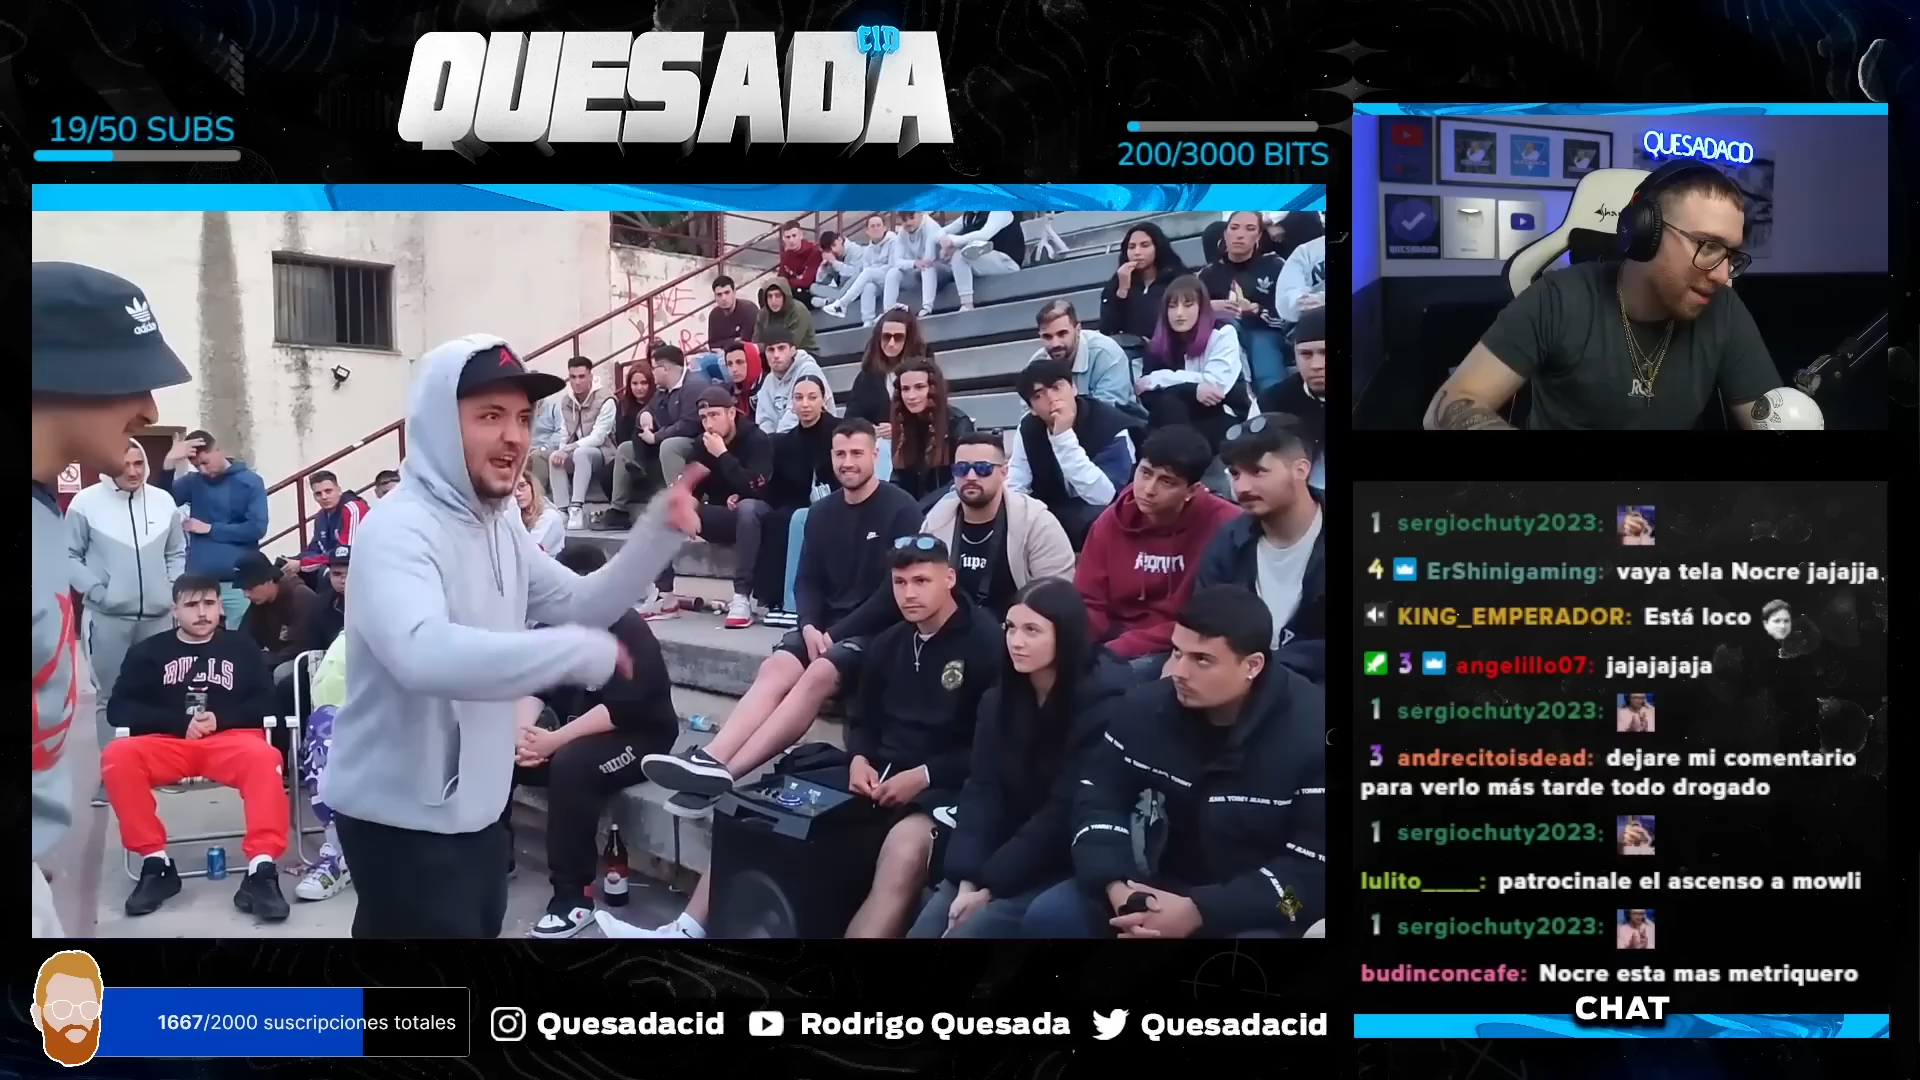 QUESADA
CID
19/50 SUBS
200/3000 BITS
QUESADACID
adidas
BULLS
1 sergiochuty2023:
4 ErShinigaming: vaya tela Nocre jajajja
KING_EMPERADOR: Está loco
3 angelillo07: jajajajaja
1 sergiochuty2023:
3 andrecitoisdead: dejare mi comentario
para verlo más tarde todo drogado
1 sergiochuty2023:
lulito____: patrocinale el ascenso a mowli
1 sergiochuty2023:
budinconcafe: Nocre esta mas metriquero
CHAT
1667/2000 suscripciones totales
Quesadacid
Rodrigo Quesada
Quesadacid